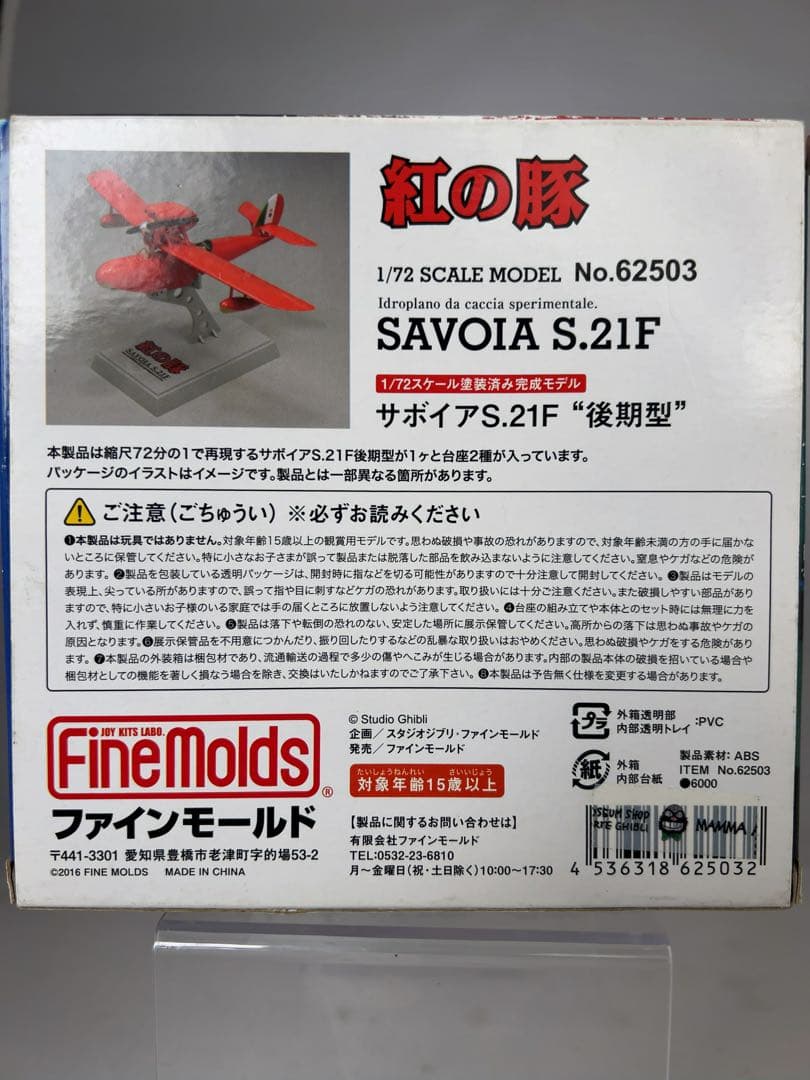 紅の豚
1/72 SCALE MODEL No.62503
Idroplano da caccia sperimentale.
SAVOIA S.21F
1/72スケール塗装済み完成モデル
サボイアS.21F “後期型”
紅の豚
SAVOIA S.21F
本製品は縮尺72分の1で再現するサボイアS.21F後期型が1ヶと台座2種が入っています。
パッケージのイラストはイメージです。製品とは一部異なる箇所があります。
ご注意(ごちゅうい) ※必ずお読みください
❶本製品は玩具ではありません。対象年齢15歳以上の観賞用モデルです。思わぬ破損や事故の恐れがありますので、対象年齢未満の方の手に届かな
いところに保管してください。特に小さなお子さまが誤って製品または脱落した部品を飲み込まないように注意してください。窒息やケガなどの危険が
あります。 ❷製品を包装している透明パッケージは、開封時に指などを切る可能性がありますので十分注意して開封してください。 ❸製品はモデルの
表現上、尖っている所がありますので、誤って指や目に刺すなどケガの恐れがあります。取り扱いには十分ご注意ください。また破損しやすい部品があり
ますので、特に小さいお子様のいる家庭では手の届くところに放置しないよう注意してください。 ❹台座の組み立てや本体とのセット時には無理に力を
入れず、慎重に作業してください。 ❺製品は落下や転倒の恐れのない、安定した場所に展示保管してください。高所からの落下は思わぬ事故やケガの
原因となります。❻展示保管品を不用意につかんだり、振り回したりするなどの乱暴な取り扱いはおやめください。思わぬ破損やケガをする危険があり
ます。 ❼本製品の外装箱は梱包材であり、流通輸送の過程で多少の傷やへこみが生じる場合があります。内部の製品本体の破損を招いている場合や
梱包材としての機能を著しく損なう場合を除き、交換はいたしかねますのでご了承下さい。 ❽本製品は予告無く仕様を変更する場合があります。
JOY KITS LABO.
FineMolds®
ファインモールド
〒441-3301 愛知県豊橋市老津町字的場53-2
©2016 FINE MOLDS MADE IN CHINA
© Studio Ghibli
企画/スタジオジブリ・ファインモールド
発売/ファインモールド
たいしょうねんれい さいいじょう
対象年齢15歳以上
【製品に関するお問い合わせは】
有限会社ファインモールド
TEL:0532-23-6810
月~金曜日(祝・土日除く)10:00~17:30
プラ
外箱透明部
内部透明トレイ:PVC
紙
外箱
内部台紙
製品素材: ABS
ITEM No.62503
●6000
MAMMA
4 536318 625032